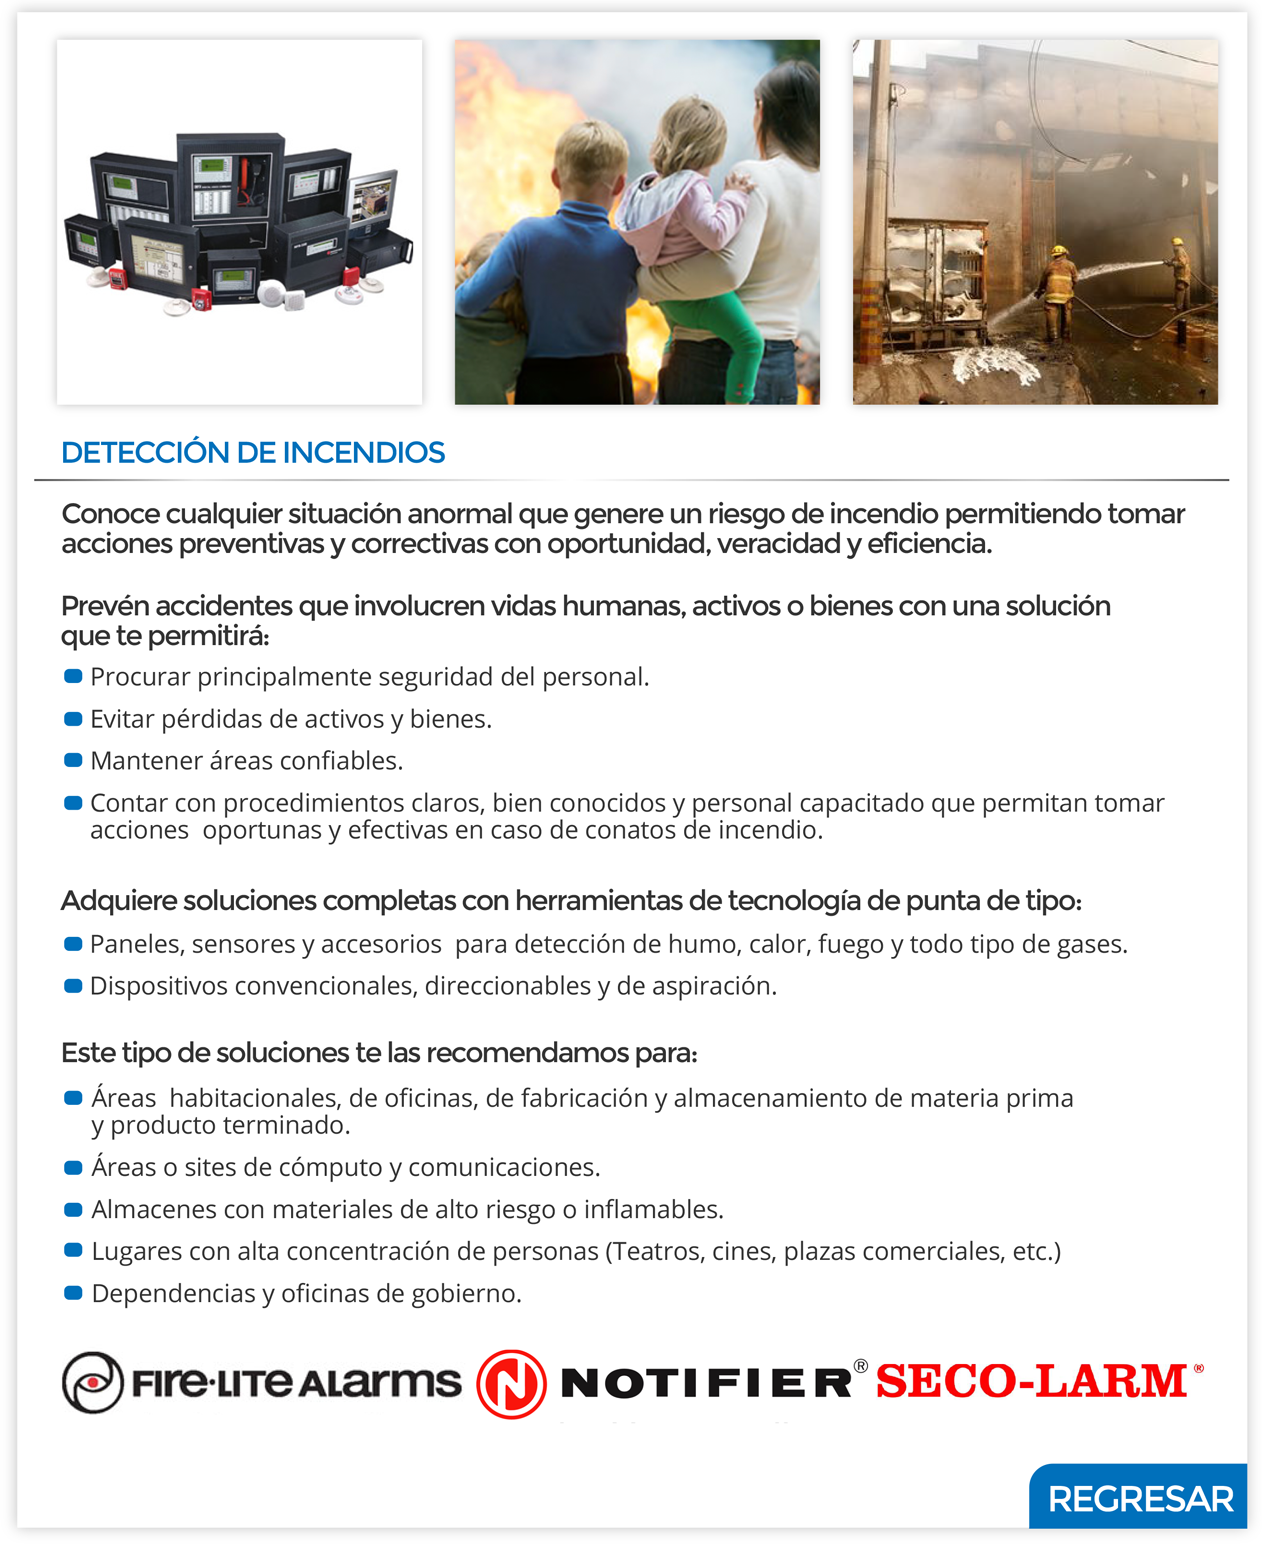 DETECCIÓN DE INCENDIOS
Conoce cualquier situación anormal que genere un riesgo de incendio permitiendo tomar
acciones preventivas y correctivas con oportunidad, veracidad y eficiencia.
Prevén accidentes que involucren vidas humanas, activos o bienes con una solución
que te permitirá:
Procurar principalmente seguridad del personal.
Evitar pérdidas de activos y bienes.
Mantener áreas confiables.
Contar con procedimientos claros, bien conocidos y personal capacitado que permitan tomar
acciones  oportunas y efectivas en caso de conatos de incendio.
Adquiere soluciones completas con herramientas de tecnología de punta de tipo:
Paneles, sensores y accesorios  para detección de humo, calor, fuego y todo tipo de gases.
Dispositivos convencionales, direccionables y de aspiración.
Este tipo de soluciones te las recomendamos para:
Áreas  habitacionales, de oficinas, de fabricación y almacenamiento de materia prima
y producto terminado.
Áreas o sites de cómputo y comunicaciones.
Almacenes con materiales de alto riesgo o inflamables.
Lugares con alta concentración de personas (Teatros, cines, plazas comerciales, etc.)
Dependencias y oficinas de gobierno.
FIRE·LITE ALARMS NOTIFIER® SECO-LARM®
REGRESAR